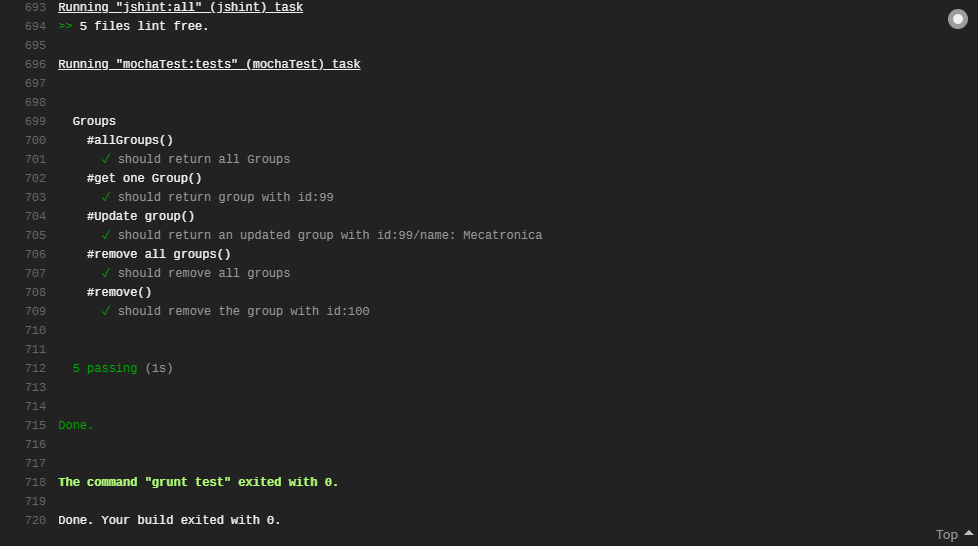 693 Running "jshint:all" (jshint) task
694 >> 5 files lint free.
695
696 Running "mochaTest:tests" (mochaTest) task
697
698
699 Groups
700 #allGroups()
701 ✓ should return all Groups
702 #get one Group()
703 ✓ should return group with id:99
704 #Update group()
705 ✓ should return an updated group with id:99/name: Mecatronica
706 #remove all groups()
707 ✓ should remove all groups
708 #remove()
709 ✓ should remove the group with id:100
710
711
712 5 passing (1s)
713
714
715 Done.
716
717
718 The command "grunt test" exited with 0.
719
720 Done. Your build exited with 0.
Top